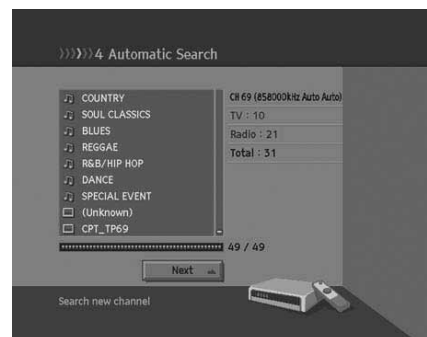 》》》》》4 Automatic Search
COUNTRY
SOUL CLASSICS
BLUES
REGGAE
R&B/HIP HOP
DANCE
SPECIAL EVENT
(Unknown)
CPT_TP69
CH 69 (858000kHz Auto Auto)
TV : 10
Radio : 21
Total : 31
49 / 49
Next
Search new channel